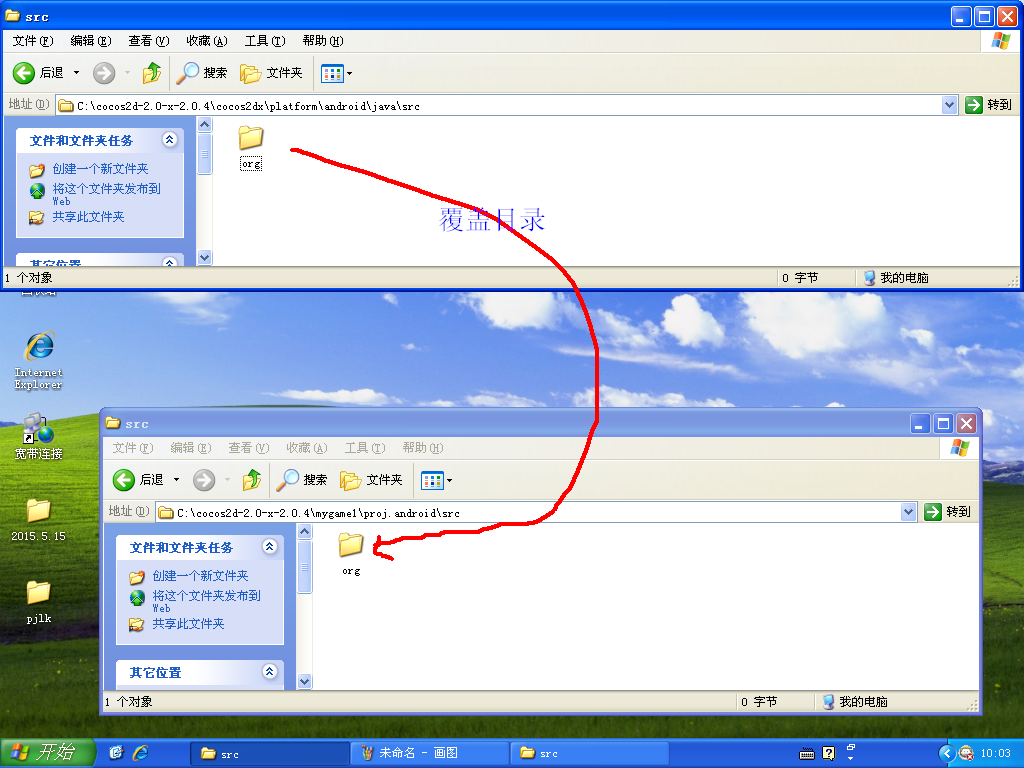 src
文件(F) 编辑(E) 查看(V) 收藏(A) 工具(T) 帮助(H)
后退 搜索 文件夹
地址(D) C:\cocos2d-2.0-x-2.0.4\cocos2dx\platform\android\java\src 转到
文件和文件夹任务
创建一个新文件夹
将这个文件夹发布到
Web
共享此文件夹
其它位置
org
覆盖目录
1 个对象 0 字节 我的电脑
Internet
Explorer
宽带连接
2015.5.15
pjlk
src
文件(F) 编辑(E) 查看(V) 收藏(A) 工具(T) 帮助(H)
后退 搜索 文件夹
地址(D) C:\cocos2d-2.0-x-2.0.4\mygame1\proj.android\src 转到
文件和文件夹任务
创建一个新文件夹
将这个文件夹发布到
Web
共享此文件夹
其它位置
org
1 个对象 0 字节 我的电脑
开始 src 未命名 - 画图 src 10:03